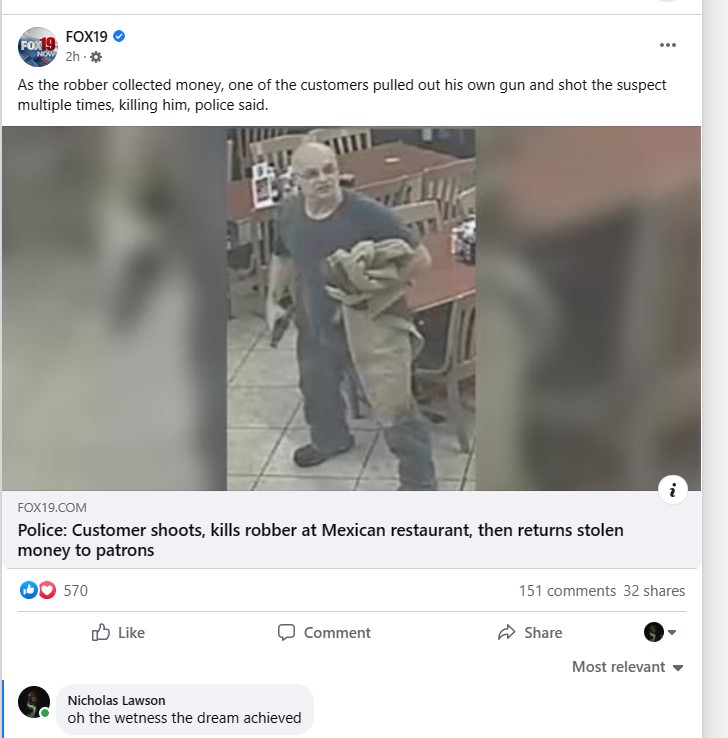 FOX19
2h
As the robber collected money, one of the customers pulled out his own gun and shot the suspect
multiple times, killing him, police said.
FOX19.COM
Police: Customer shoots, kills robber at Mexican restaurant, then returns stolen
money to patrons
570
151 comments 32 shares
Like
Comment
Share
Most relevant
Nicholas Lawson
oh the wetness the dream achieved
FOX19
NOW
i